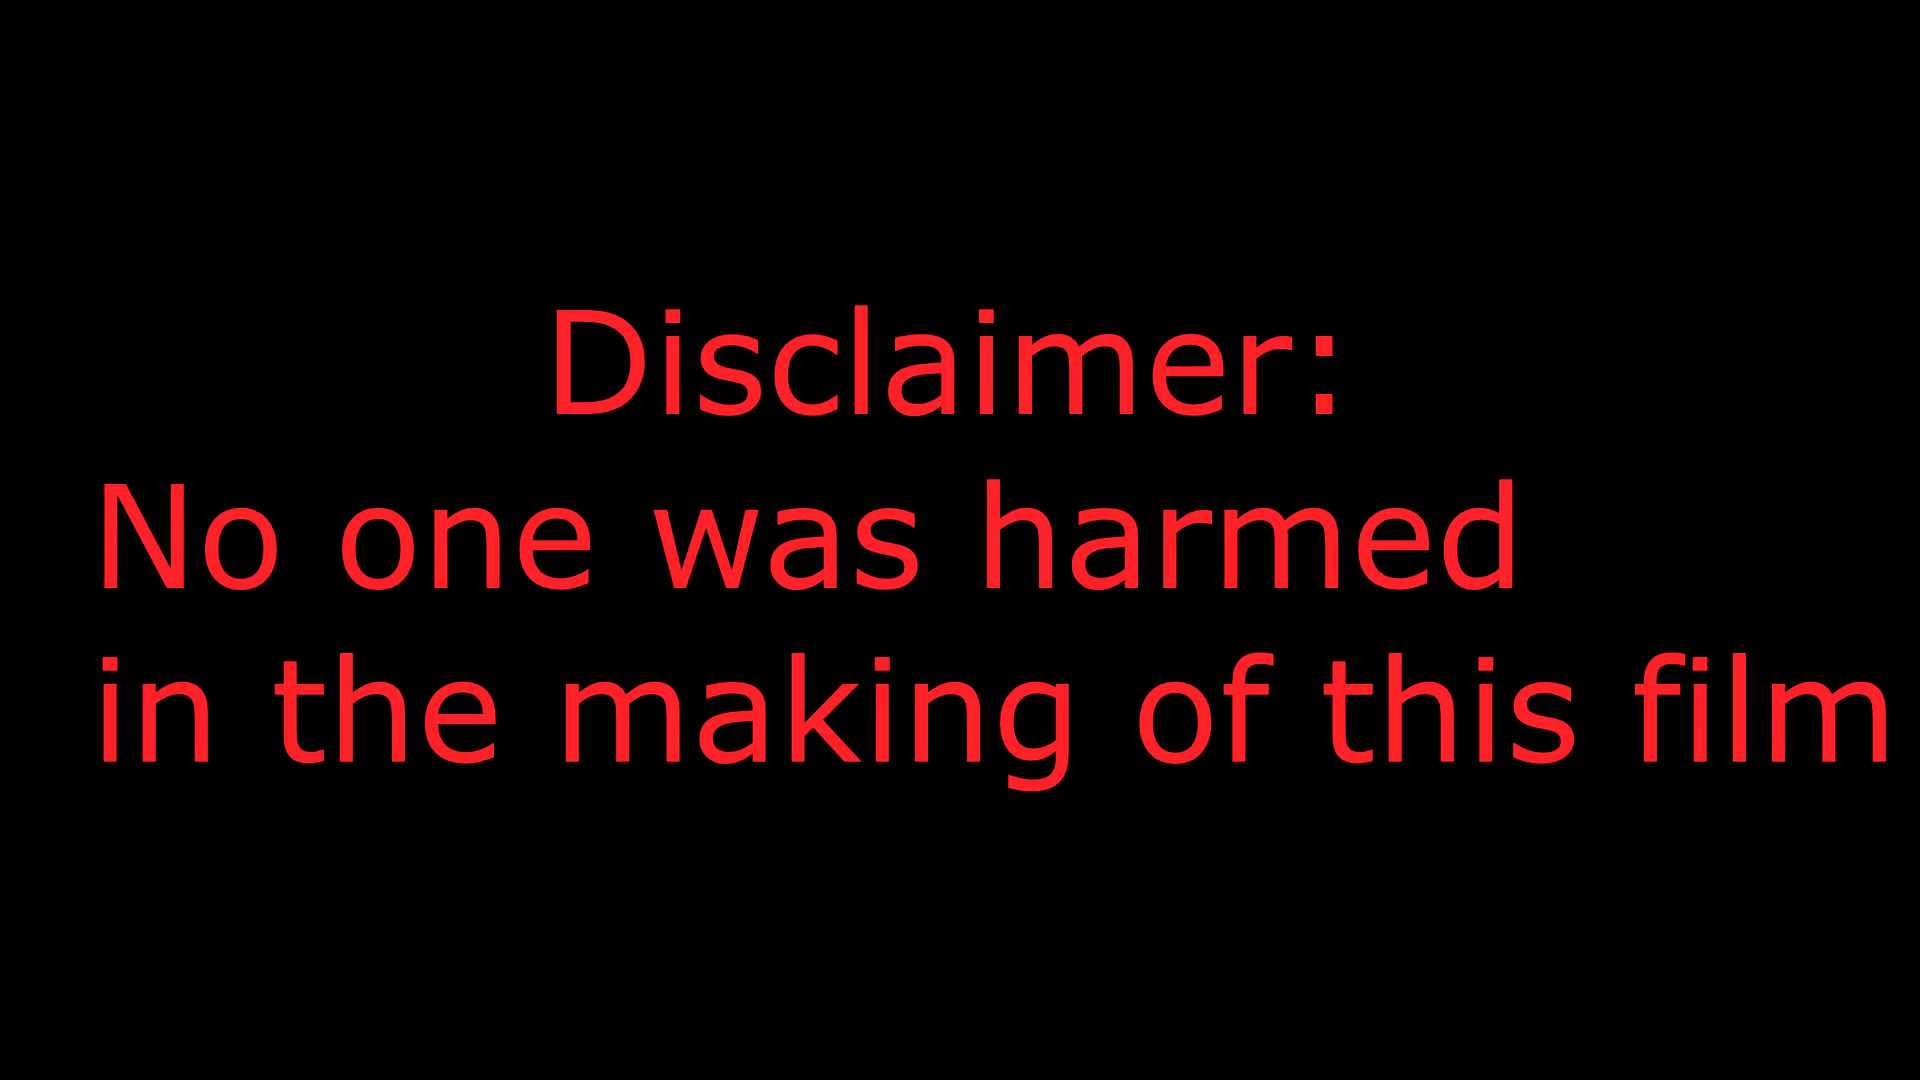 Disclaimer:
No one was harmed
in the making of this film